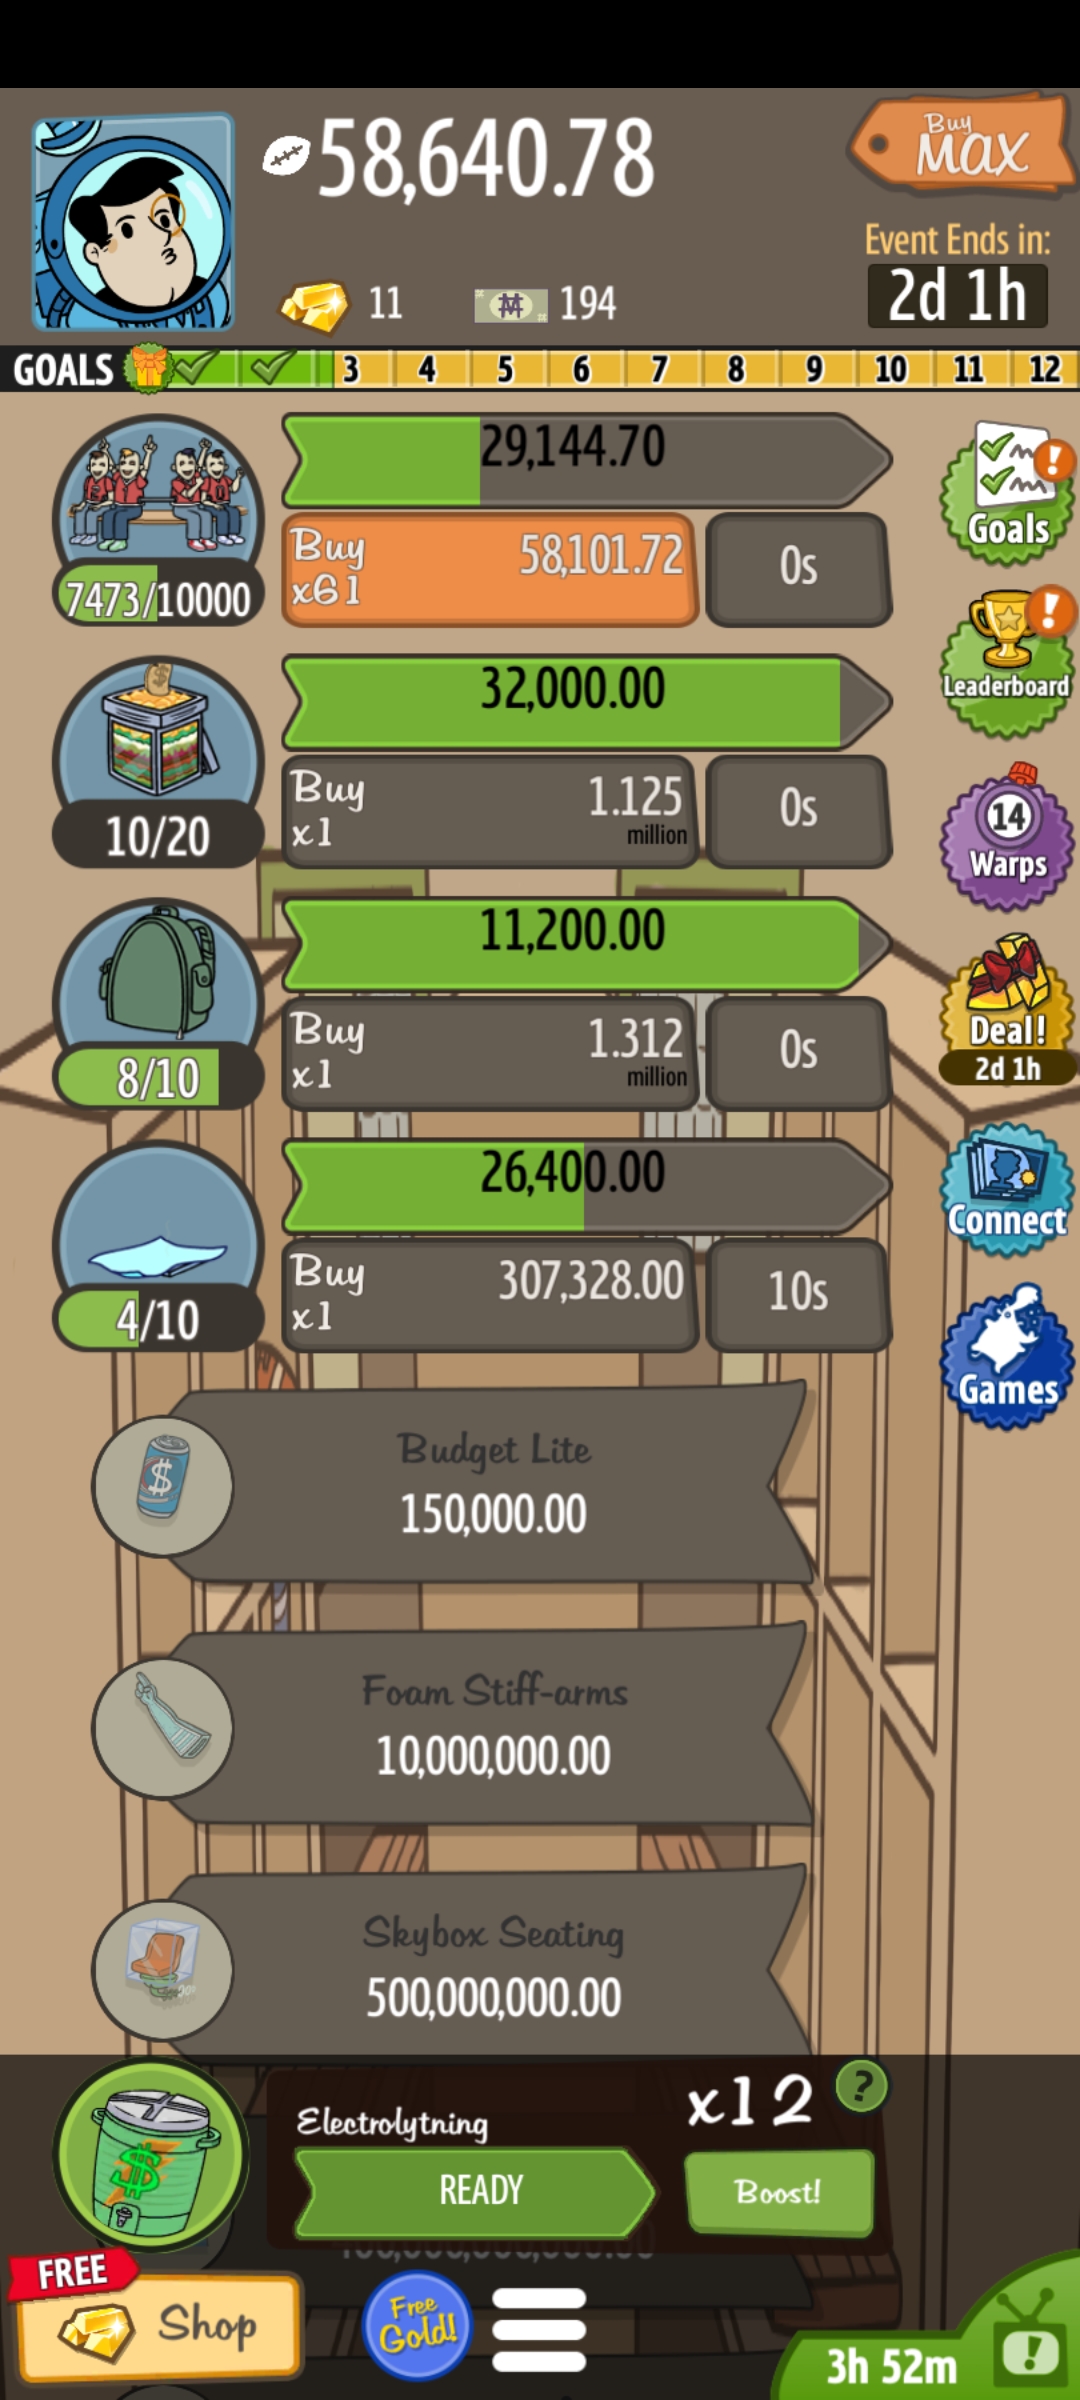 58,640.78
Buy
MAX
11
194
Event Ends in:
2d 1h
GOALS 3 4 5 6 7 8 9 10 11 12
29,144.70
7473/10000
Buy
x61
58,101.72
0s
Goals
32,000.00
10/20
Buy
x1
1.125
million
0s
Leaderboard
14
Warps
11,200.00
8/10
Buy
x1
1.312
million
0s
Deal!
2d 1h
26,400.00
4/10
Buy
x1
307,328.00
10s
Connect
Games
Budget Lite
150,000.00
Foam Stiff-arms
10,000,000.00
Skybox Seating
500,000,000.00
Electrolytning
x12
?
READY
Boost!
FREE
Shop
Free
Gold!
3h 52m